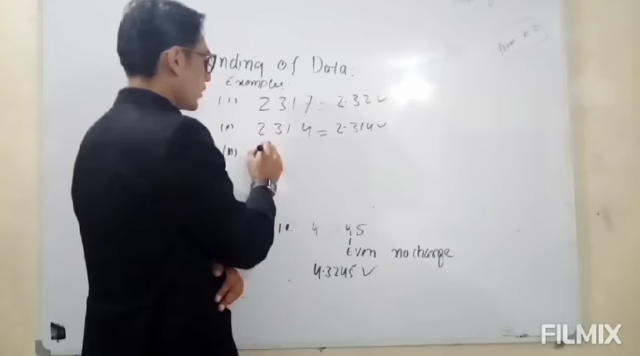 nding of Data.
Examples
(i) 2317 = 2.32 ✓
(ii) 2314 = 2.314 ✓
(iii)
4 45
Even no change
4.3245 ✓
FILMIX